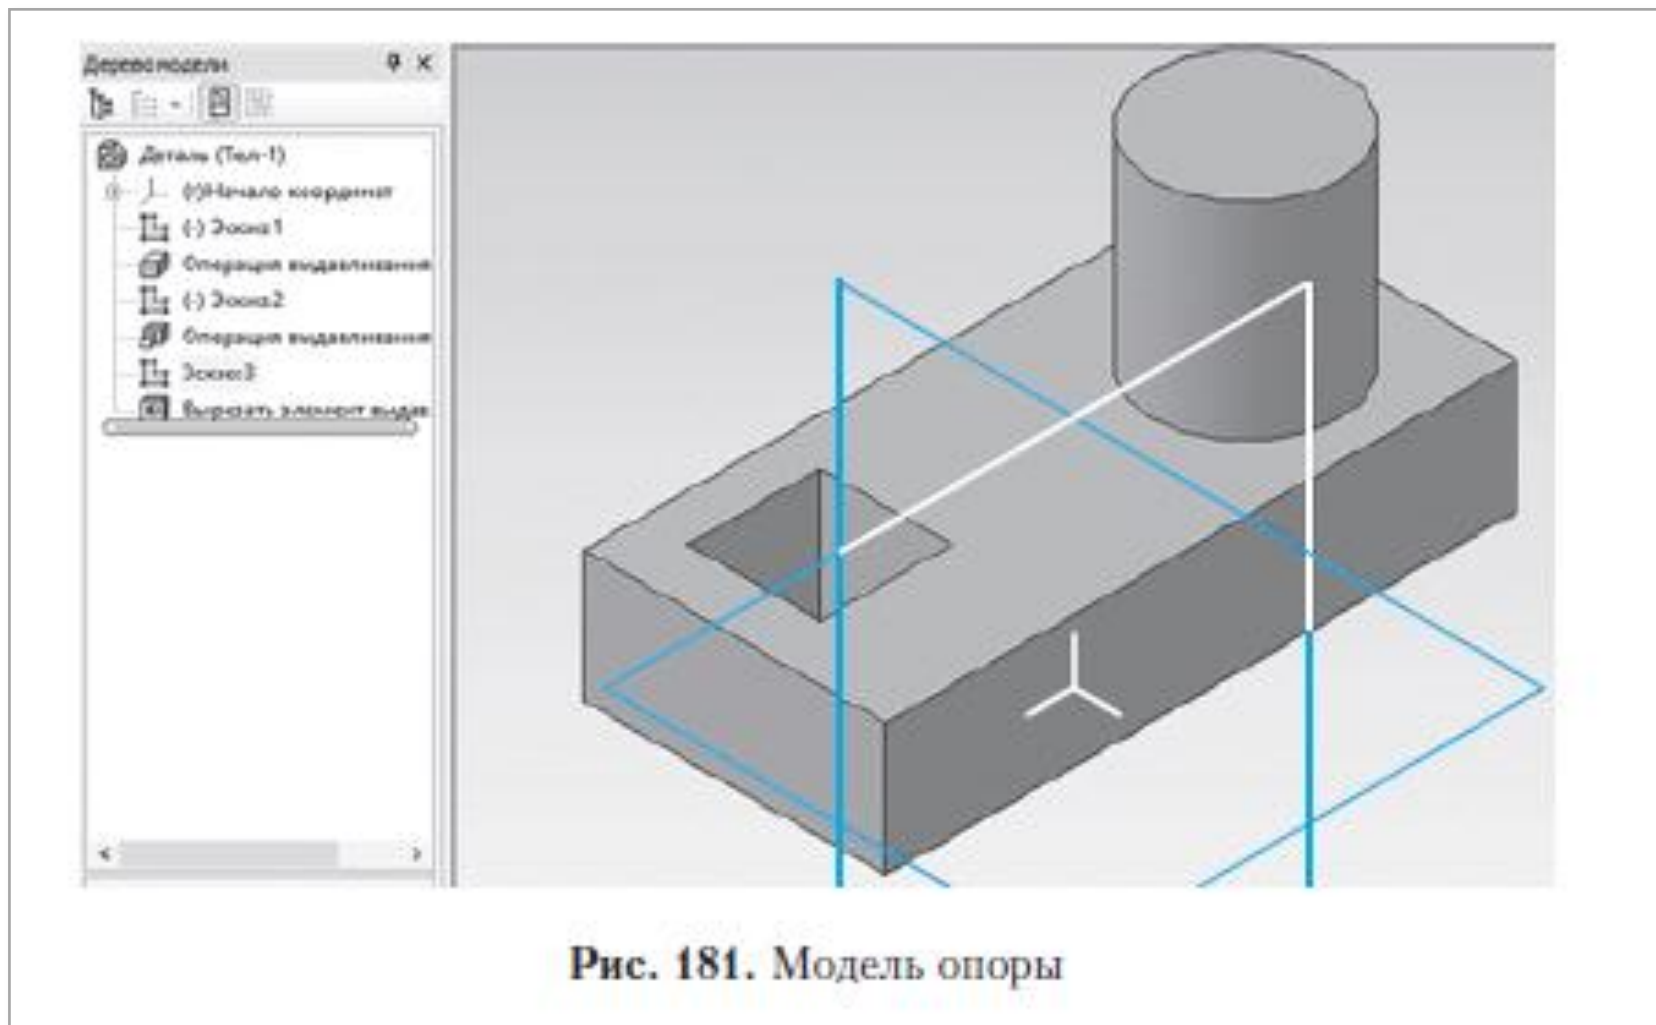 Дерево модели
Деталь (Тел-1)
(т)Начало координат
(-) Эскиз1
Операция выдавливания
(-) Эскиз2
Операция выдавливания
Эскиз3
Вырезать элемент выдав
Рис. 181. Модель опоры